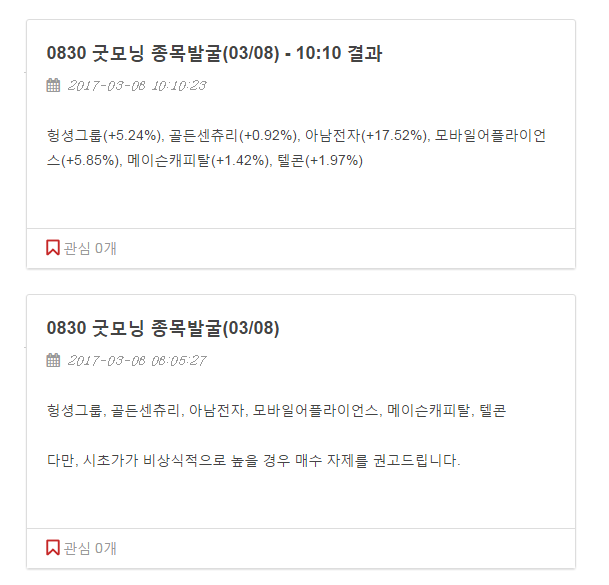 0830 굿모닝 종목발굴(03/08) - 10:10 결과
2017-03-08 10:10:23
헝셩그룹(+5.24%), 골든센츄리(+0.92%), 아남전자(+17.52%), 모바일어플라이언
스(+5.85%), 메이슨캐피탈(+1.42%), 텔콘(+1.97%)
관심 0개
0830 굿모닝 종목발굴(03/08)
2017-03-08 08:05:27
헝셩그룹, 골든센츄리, 아남전자, 모바일어플라이언스, 메이슨캐피탈, 텔콘
다만, 시초가가 비상식적으로 높을 경우 매수 자제를 권고드립니다.
관심 0개